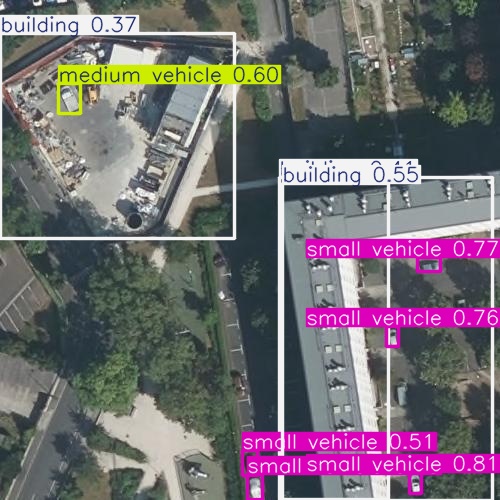 building 0.37
medium vehicle 0.60
building 0.55
small vehicle 0.77
small vehicle 0.76
small vehicle 0.51
small
small vehicle 0.81